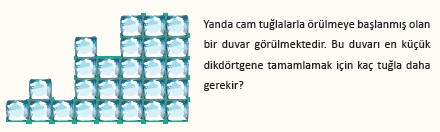 Yanda cam tuğlalarla örülmeye başlanmış olan
bir duvar görülmektedir. Bu duvarı en küçük
dikdörtgene tamamlamak için kaç tuğla daha
gerekir?